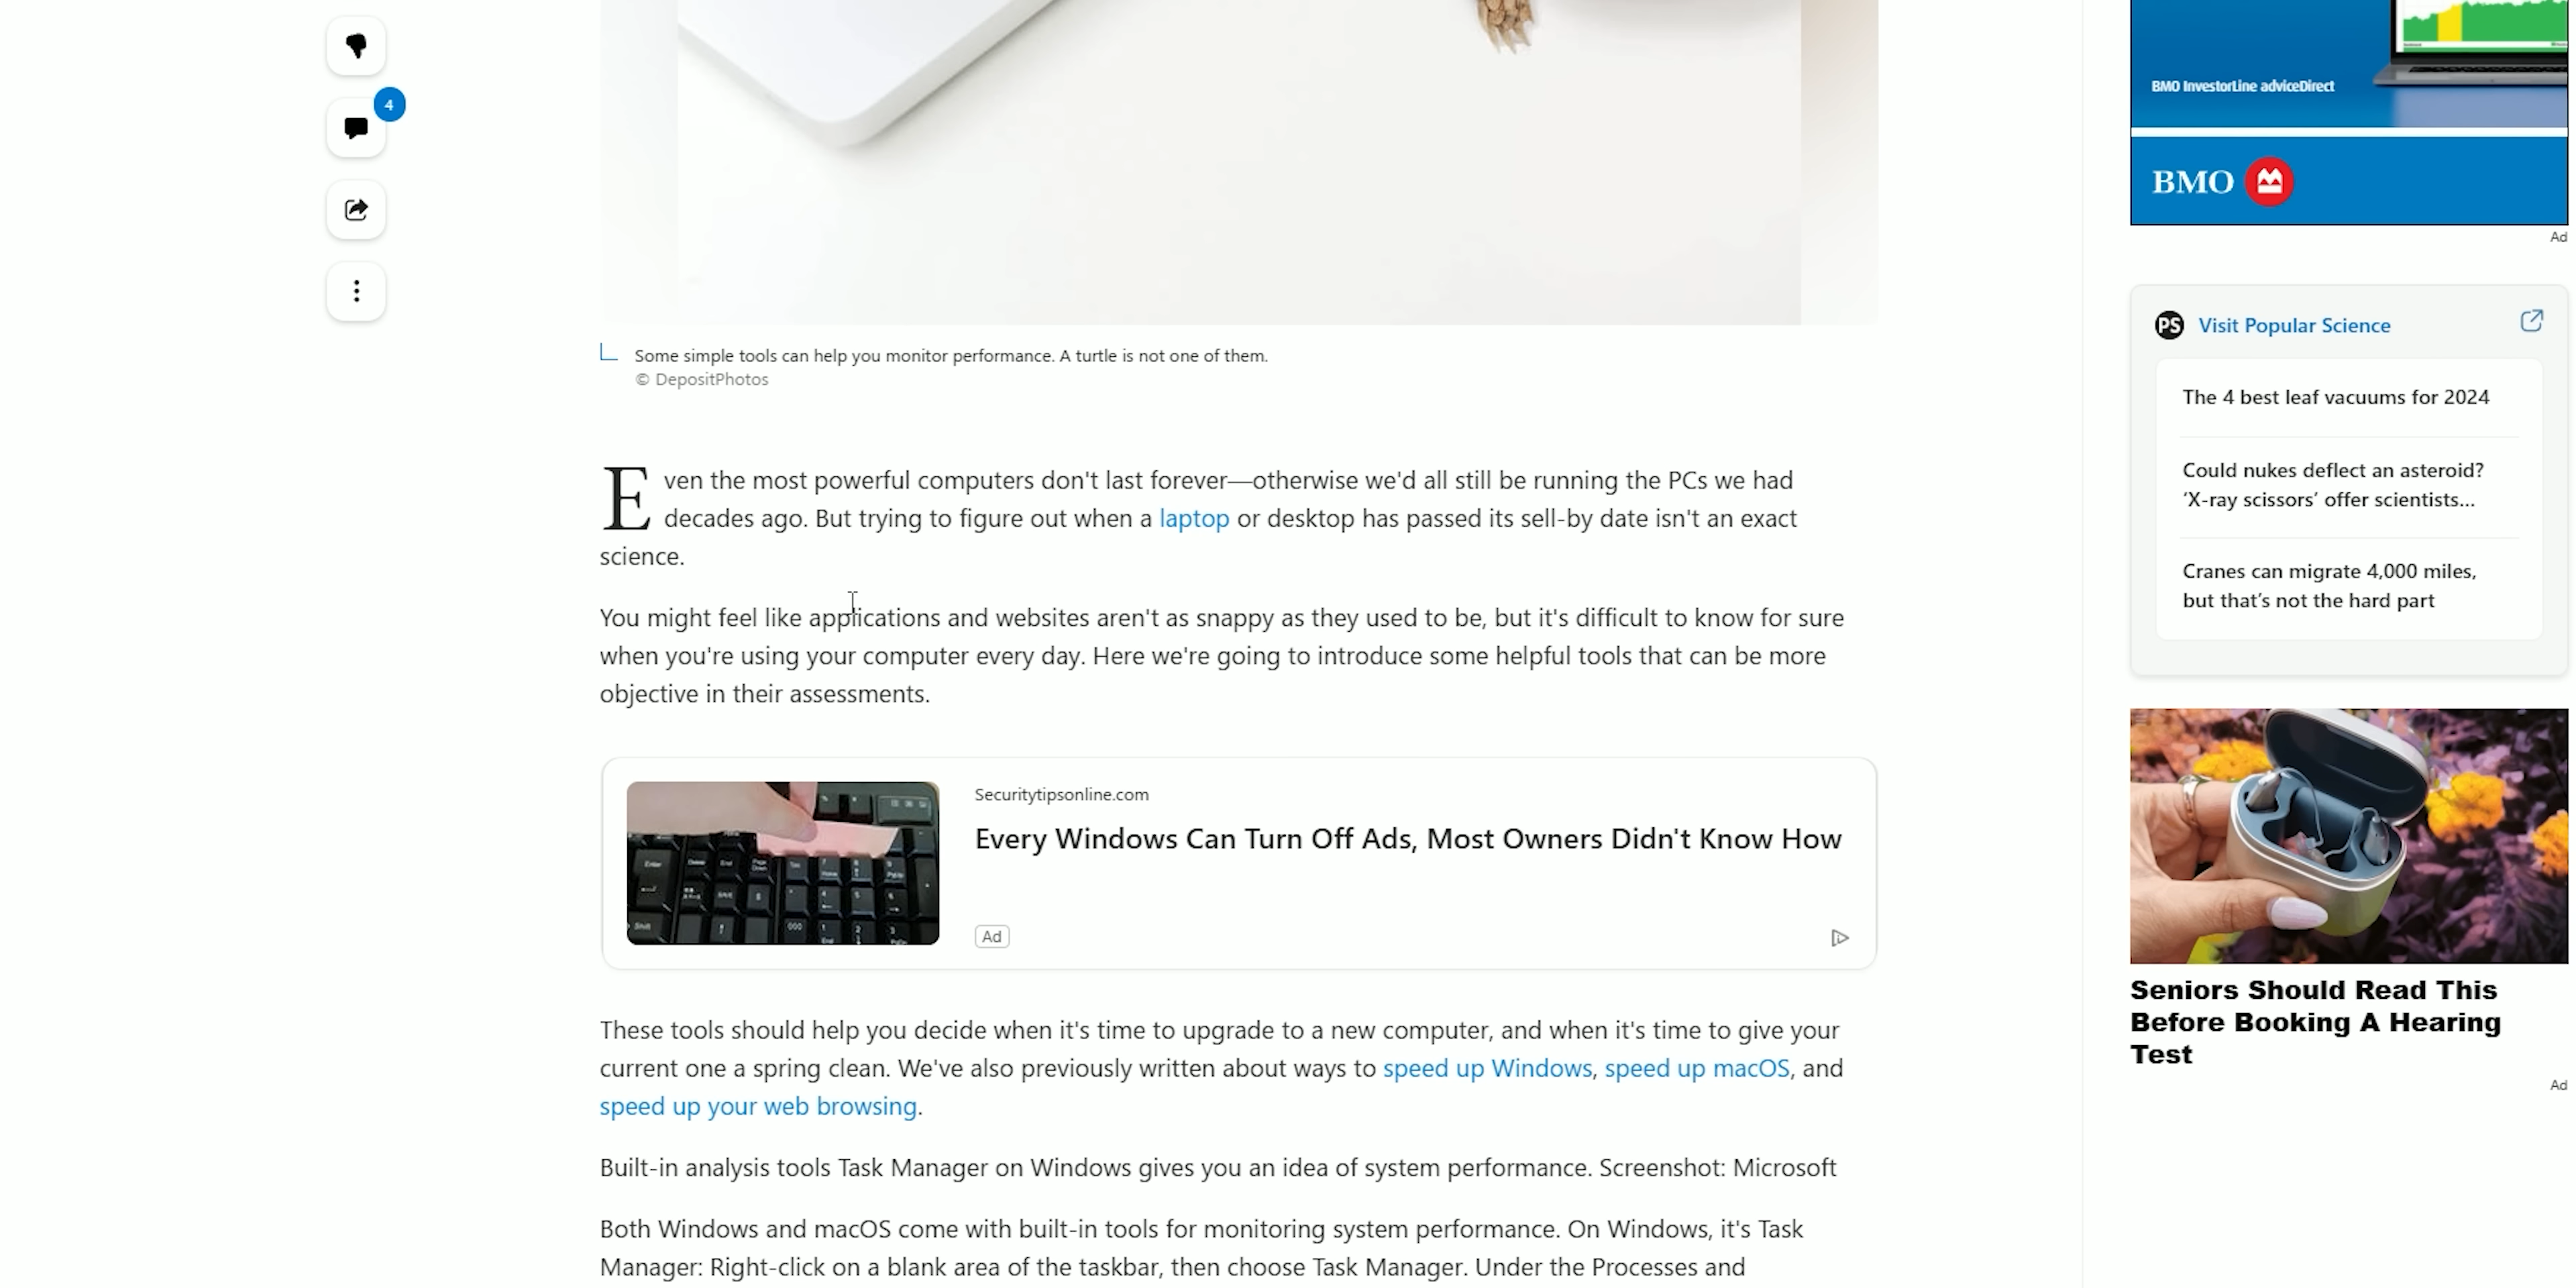 4
BMO InvestorLine adviceDirect
BMO
Ad
Some simple tools can help you monitor performance. A turtle is not one of them.
© DepositPhotos
Even the most powerful computers don't last forever—otherwise we'd all still be running the PCs we had
decades ago. But trying to figure out when a laptop or desktop has passed its sell-by date isn't an exact
science.
You might feel like applications and websites aren't as snappy as they used to be, but it's difficult to know for sure
when you're using your computer every day. Here we're going to introduce some helpful tools that can be more
objective in their assessments.
Securitytipsonline.com
Every Windows Can Turn Off Ads, Most Owners Didn't Know How
Ad
These tools should help you decide when it's time to upgrade to a new computer, and when it's time to give your
current one a spring clean. We've also previously written about ways to speed up Windows, speed up macOS, and
speed up your web browsing.
Built-in analysis tools Task Manager on Windows gives you an idea of system performance. Screenshot: Microsoft
Both Windows and macOS come with built-in tools for monitoring system performance. On Windows, it's Task
Manager: Right-click on a blank area of the taskbar, then choose Task Manager. Under the Processes and
PS Visit Popular Science
The 4 best leaf vacuums for 2024
Could nukes deflect an asteroid?
‘X-ray scissors’ offer scientists...
Cranes can migrate 4,000 miles,
but that’s not the hard part
Seniors Should Read This
Before Booking A Hearing
Test
Ad